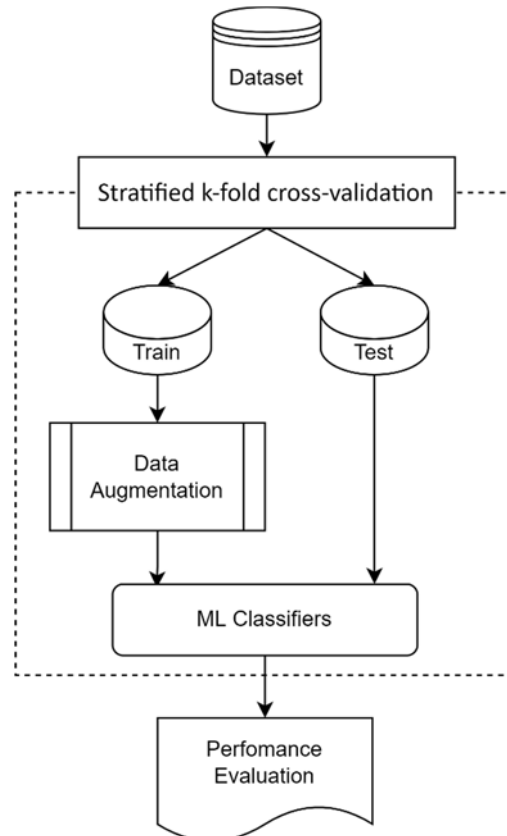 Dataset
Stratified k-fold cross-validation
Train
Test
Data
Augmentation
ML Classifiers
Perfomance
Evaluation